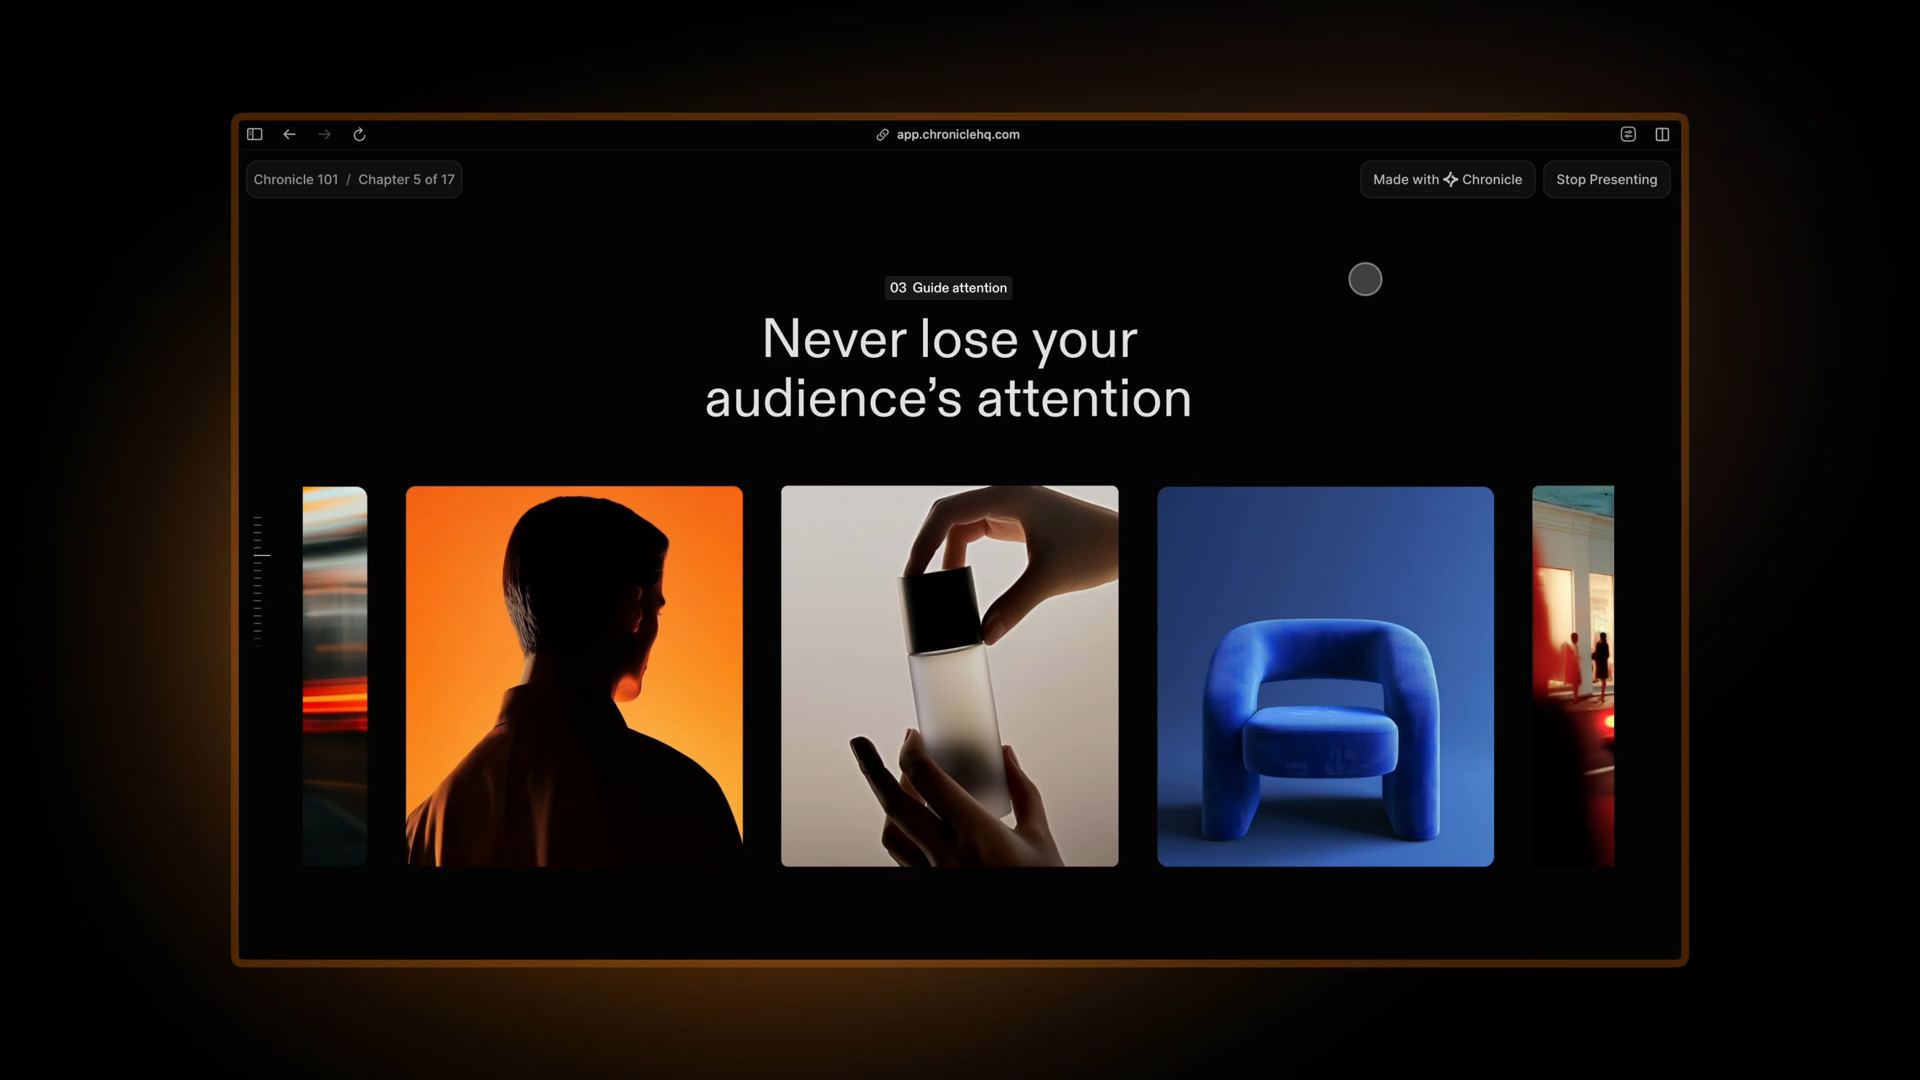 app.chroniclehq.com
Chronicle 101 / Chapter 5 of 17
Made with Chronicle
Stop Presenting
03 Guide attention
Never lose your
audience’s attention